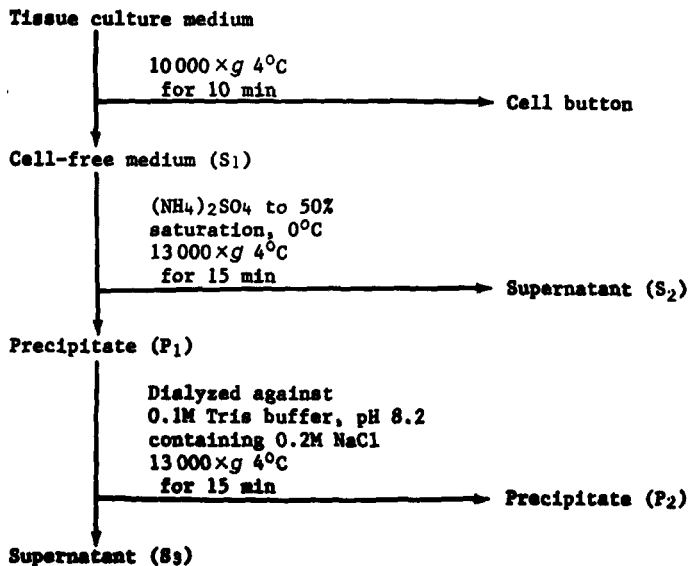 Tissue culture medium
10 000 ×g 4°C
for 10 min
Cell button
Cell-free medium (S1)
(NH4)2SO4 to 50%
saturation, 0°C
13 000 ×g 4°C
for 15 min
Supernatant (S2)
Precipitate (P1)
Dialyzed against
0.1M Tris buffer, pH 8.2
containing 0.2M NaCl
13 000 ×g 4°C
for 15 min
Precipitate (P2)
Supernatant (S3)